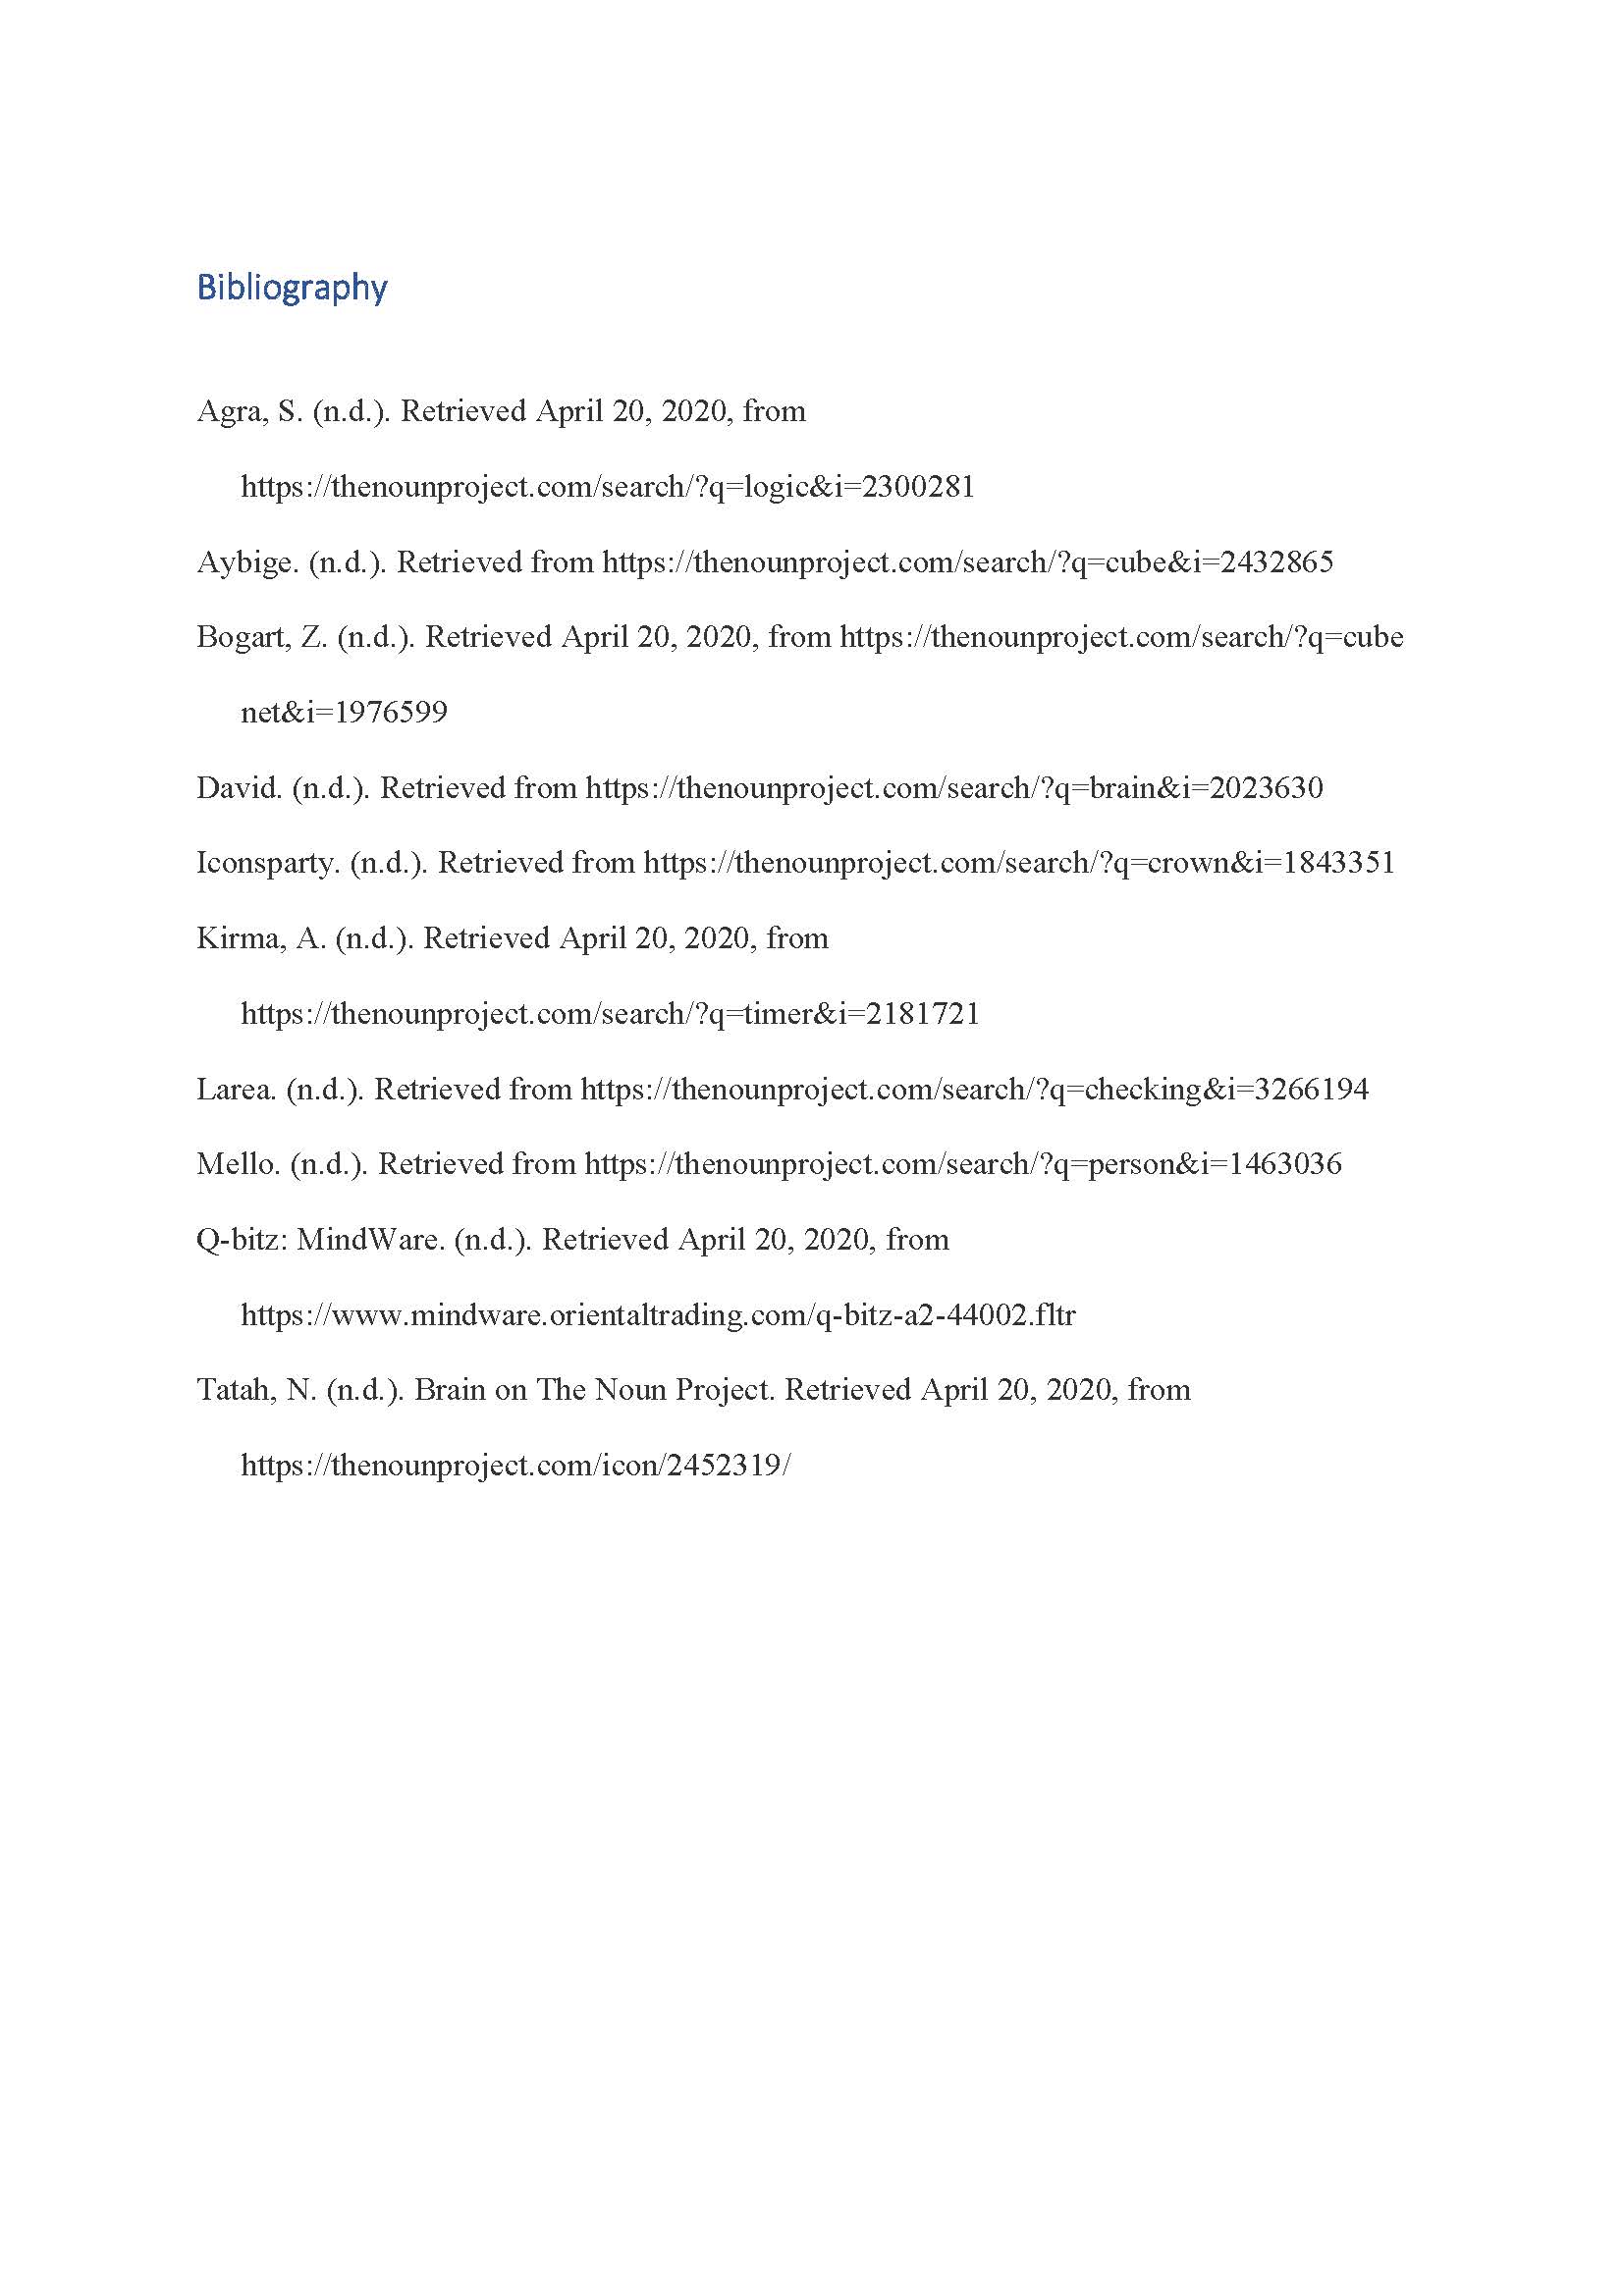 Bibliography
Agra, S. (n.d.). Retrieved April 20, 2020, from
https://thenounproject.com/search/?q=logic&i=2300281
Aybige. (n.d.). Retrieved from https://thenounproject.com/search/?q=cube&i=2432865
Bogart, Z. (n.d.). Retrieved April 20, 2020, from https://thenounproject.com/search/?q=cube
net&i=1976599
David. (n.d.). Retrieved from https://thenounproject.com/search/?q=brain&i=2023630
Iconsparty. (n.d.). Retrieved from https://thenounproject.com/search/?q=crown&i=1843351
Kirma, A. (n.d.). Retrieved April 20, 2020, from
https://thenounproject.com/search/?q=timer&i=2181721
Larea. (n.d.). Retrieved from https://thenounproject.com/search/?q=checking&i=3266194
Mello. (n.d.). Retrieved from https://thenounproject.com/search/?q=person&i=1463036
Q-bitz: MindWare. (n.d.). Retrieved April 20, 2020, from
https://www.mindware.orientaltrading.com/q-bitz-a2-44002.fltr
Tatah, N. (n.d.). Brain on The Noun Project. Retrieved April 20, 2020, from
https://thenounproject.com/icon/2452319/